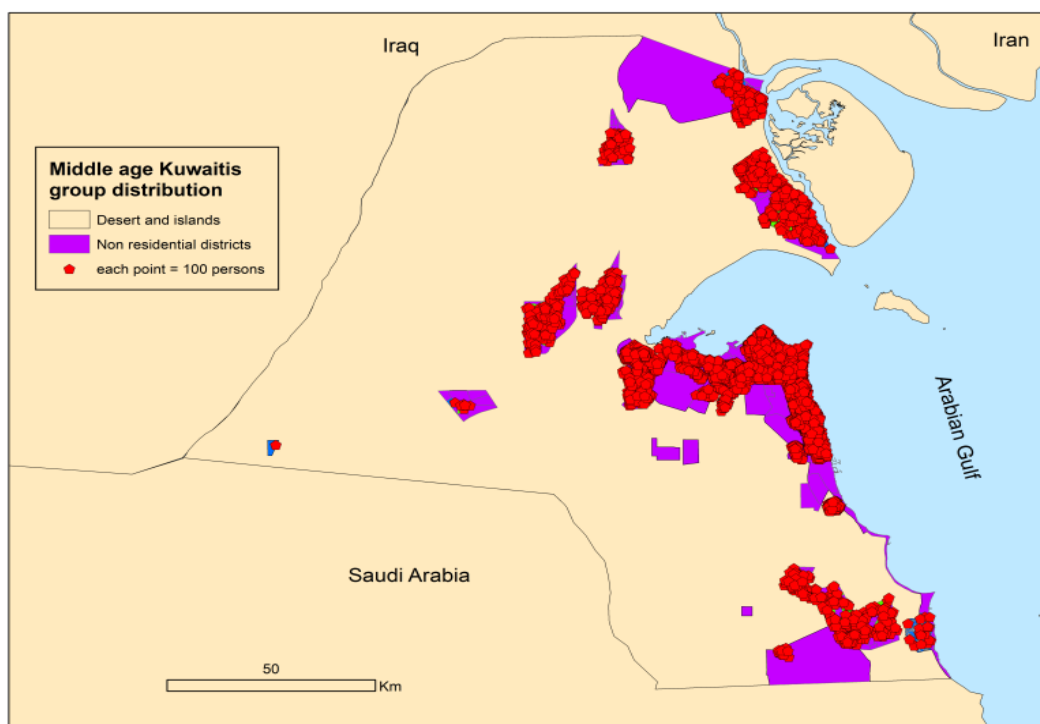 Iraq
Iran
Middle age Kuwaitis
group distribution
Desert and islands
Non residential districts
each point = 100 persons
Arabian Gulf
Saudi Arabia
50
Km